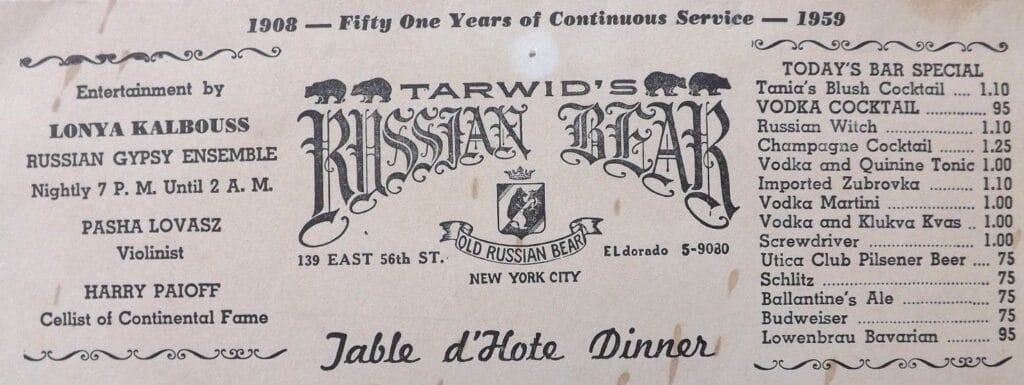 1908 — Fifty One Years of Continuous Service — 1959
Entertainment by
LONYA KALBOUSS
RUSSIAN GYPSY ENSEMBLE
Nightly 7 P. M. Until 2 A. M.
PASHA LOVASZ
Violinist
HARRY PAIOFF
Cellist of Continental Fame
TARWID'S
RUSSIAN BEAR
OLD RUSSIAN BEAR
139 EAST 56th ST.
ELdorado 5-9080
NEW YORK CITY
Table d'Hote Dinner
TODAY'S BAR SPECIAL
Tania's Blush Cocktail .... 1.10
VODKA COCKTAIL .............. 95
Russian Witch ................. 1.10
Champagne Cocktail ...... 1.25
Vodka and Quinine Tonic 1.00
Imported Zubrovka .......... 1.10
Vodka Martini ................. 1.00
Vodka and Klukva Kvas .. 1.00
Screwdriver ..................... 1.00
Utica Club Pilsener Beer .... 75
Schlitz ................................. 75
Ballantine's Ale .................. 75
Budweiser ........................... 75
Lowenbrau Bavarian .......... 95